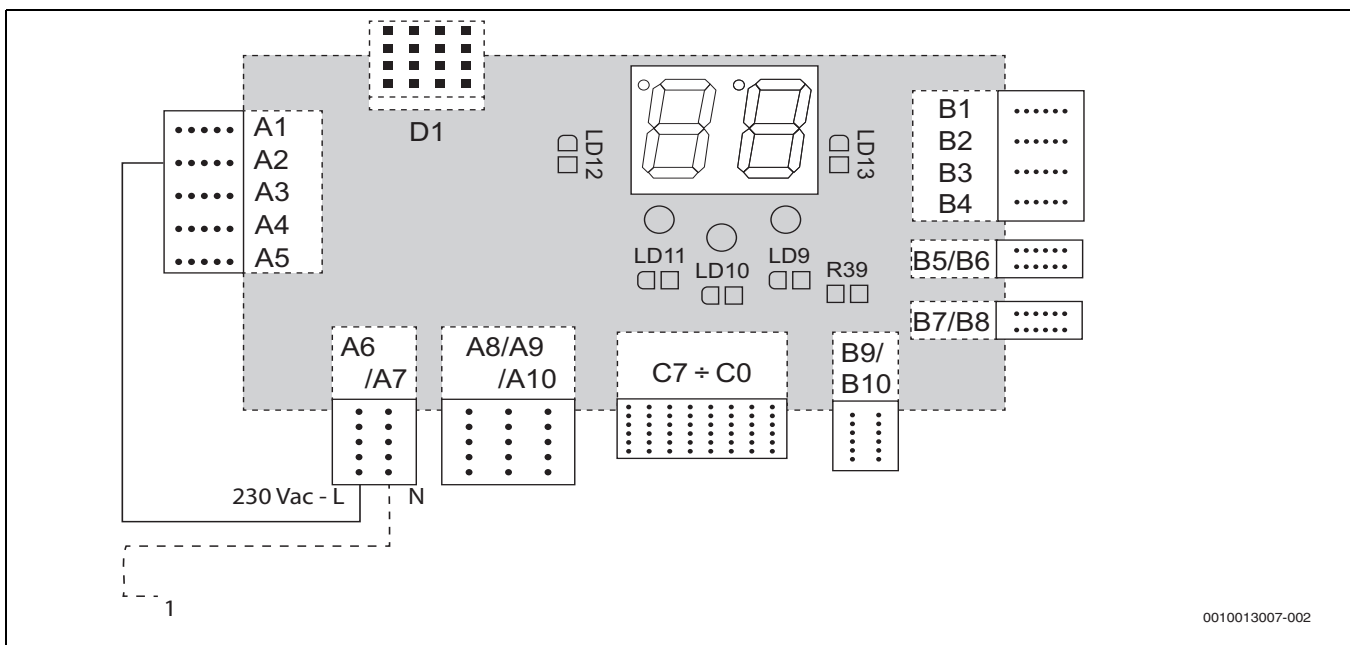 D1
A1
A2
A3
A4
A5
LD12
LD13
B1
B2
B3
B4
B5/B6
B7/B8
LD11
LD10
LD9
R39
A6
/A7
A8/A9
/A10
C7 ÷ C0
B9/
B10
230 Vac - L
N
1
0010013007-002